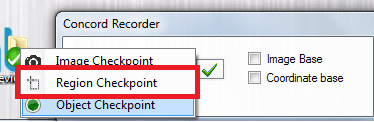 Concord Recorder
Image Checkpoint
Region Checkpoint
Object Checkpoint
Image Base
Coordinate base